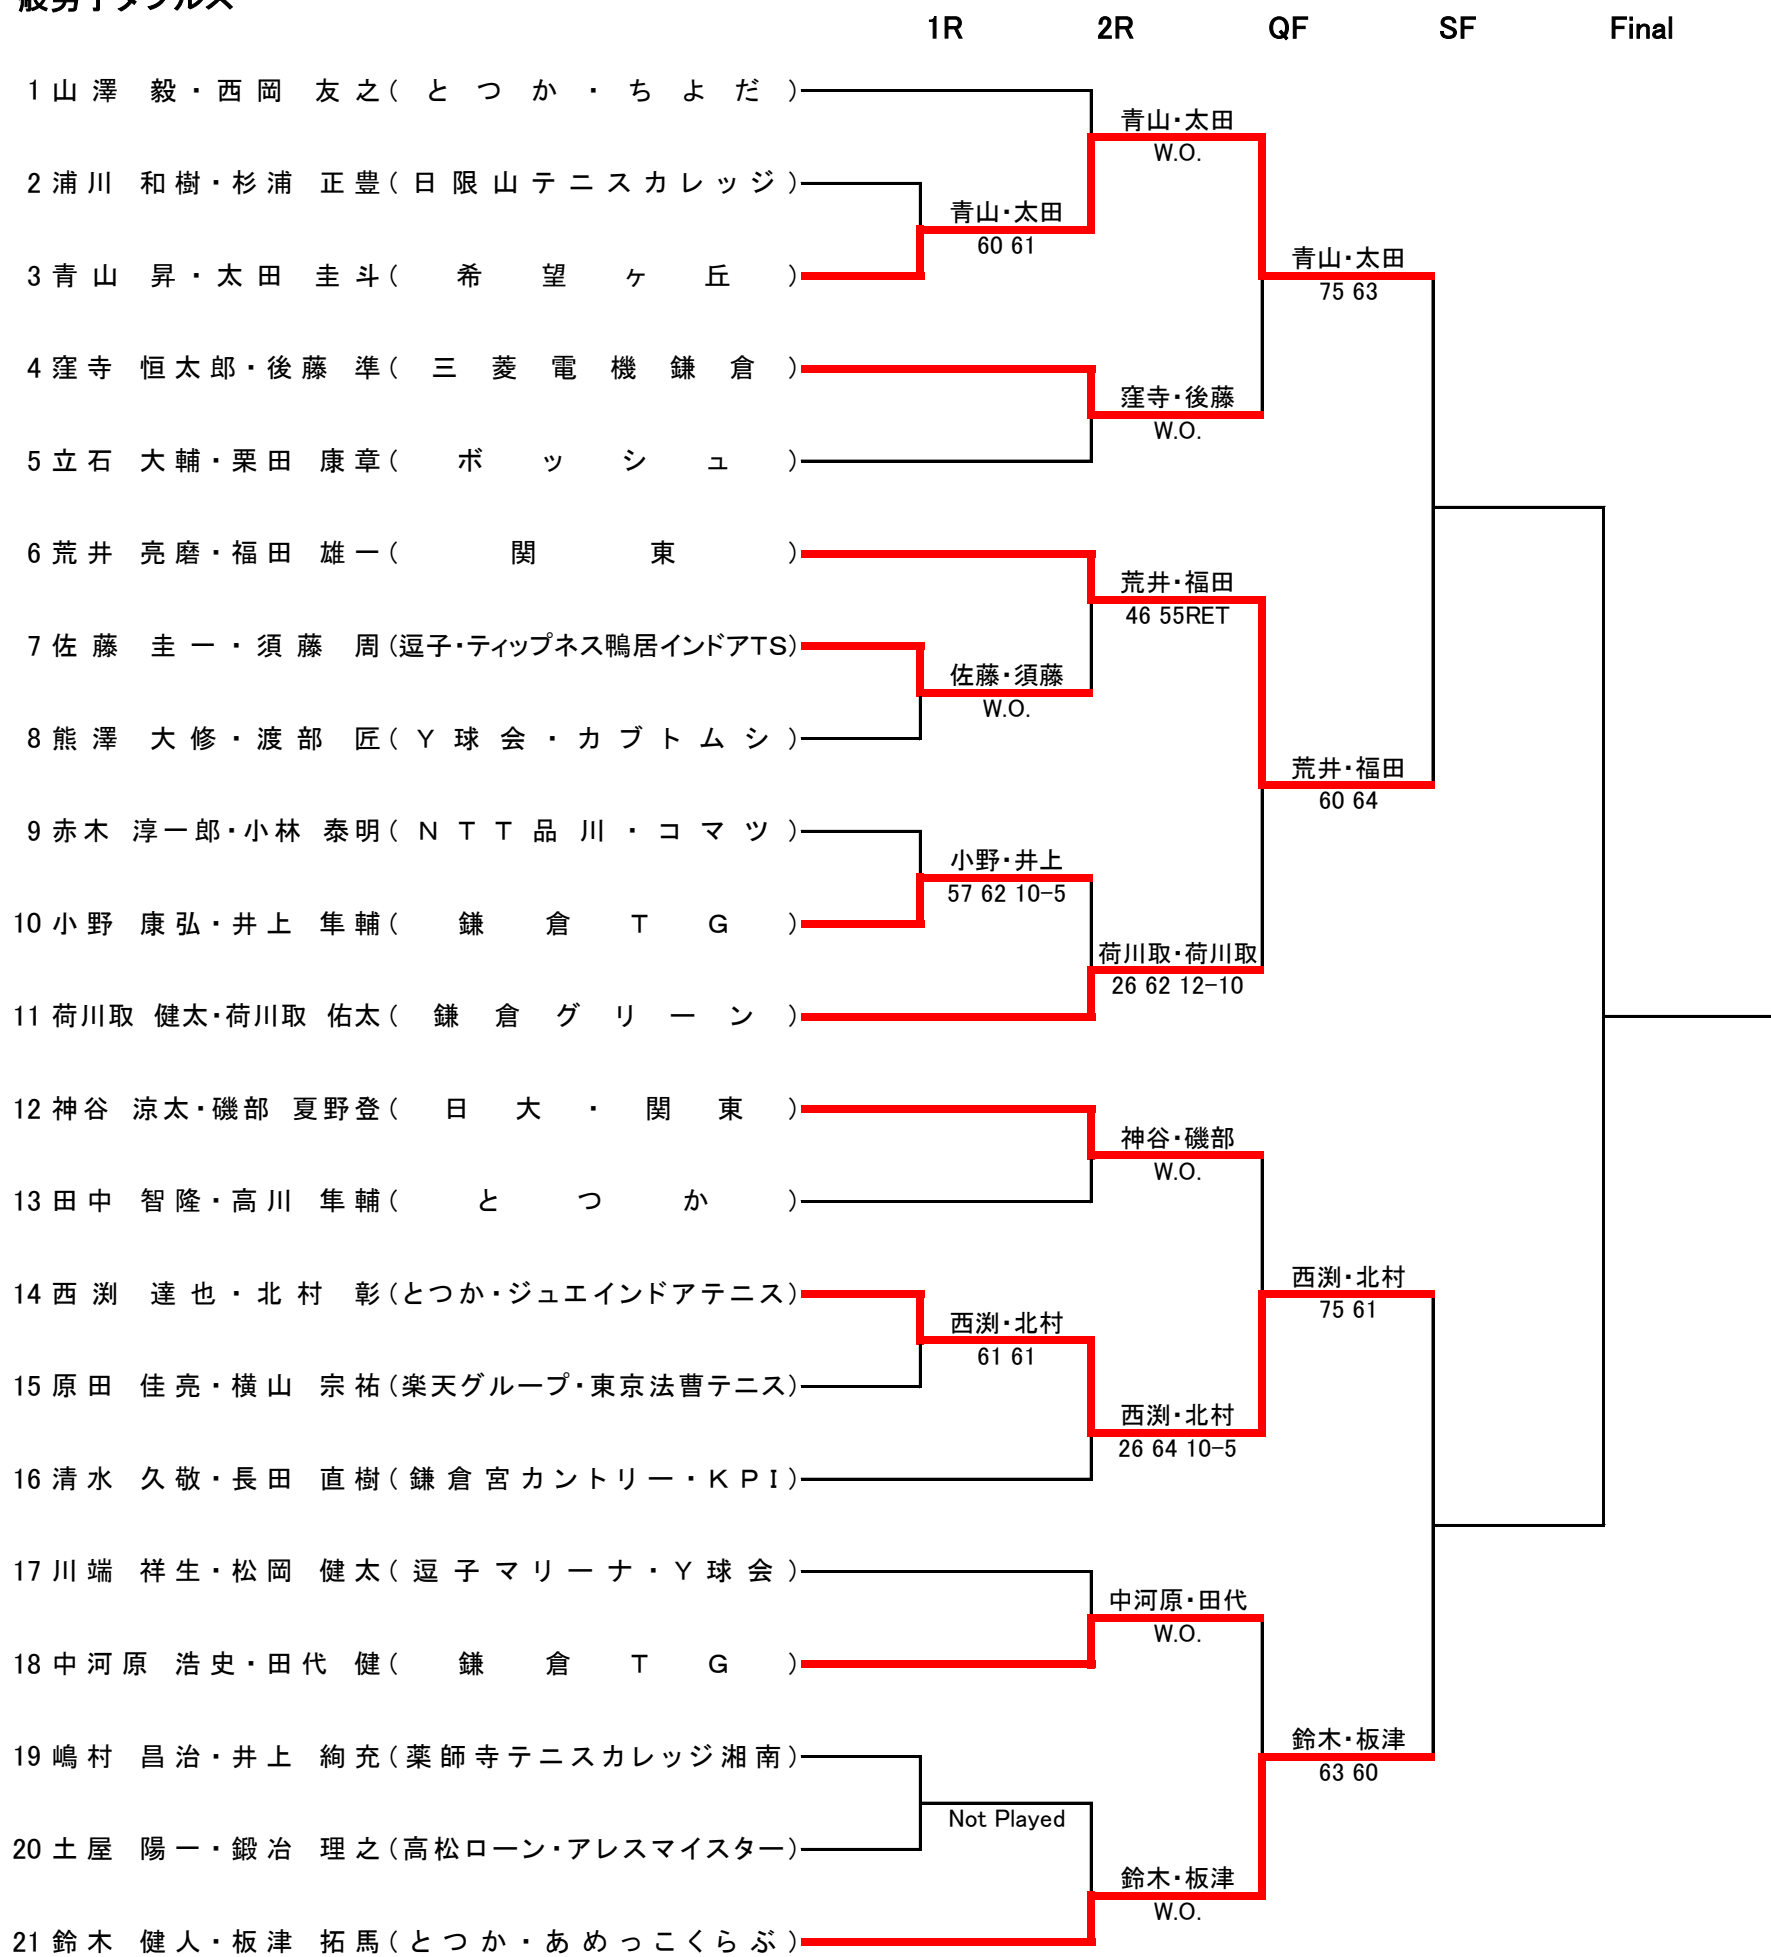 般男子ダブルス
1R 2R QF SF Final
1 山澤 毅・西岡 友之(とつか・ちよだ)
青山・太田
W.O.
2 浦川 和樹・杉浦 正豊(日限山テニスカレッジ)
青山・太田
60 61
3 青山 昇・太田 圭斗(希望ヶ丘)
青山・太田
75 63
4 窪寺 恒太郎・後藤 準(三菱電機鎌倉)
窪寺・後藤
W.O.
5 立石 大輔・栗田 康章(ボッシュ)
6 荒井 亮磨・福田 雄一(関東)
荒井・福田
46 55RET
7 佐藤 圭一・須藤 周(逗子・ティップネス鴨居インドアTS)
佐藤・須藤
W.O.
8 熊澤 大修・渡部 匠(Y球会・カブトムシ)
荒井・福田
60 64
9 赤木 淳一郎・小林 泰明(NTT品川・コマツ)
小野・井上
57 62 10-5
10 小野 康弘・井上 隼輔(鎌倉TG)
荷川取・荷川取
26 62 12-10
11 荷川取 健太・荷川取 佑太(鎌倉グリーン)
12 神谷 涼太・磯部 夏野登(日大・関東)
神谷・磯部
W.O.
13 田中 智隆・高川 隼輔(とつか)
西渕・北村
75 61
14 西渕 達也・北村 彰(とつか・ジュエインドアテニス)
西渕・北村
61 61
15 原田 佳亮・横山 宗祐(楽天グループ・東京法曹テニス)
西渕・北村
26 64 10-5
16 清水 久敬・長田 直樹(鎌倉宮カントリー・KPI)
17 川端 祥生・松岡 健太(逗子マリーナ・Y球会)
中河原・田代
W.O.
18 中河原 浩史・田代 健(鎌倉TG)
鈴木・板津
63 60
19 嶋村 昌治・井上 絢充(薬師寺テニスカレッジ湘南)
Not Played
20 土屋 陽一・鍛冶 理之(高松ローン・アレスマイスター)
鈴木・板津
W.O.
21 鈴木 健人・板津 拓馬(とつか・あめっこくらぶ)